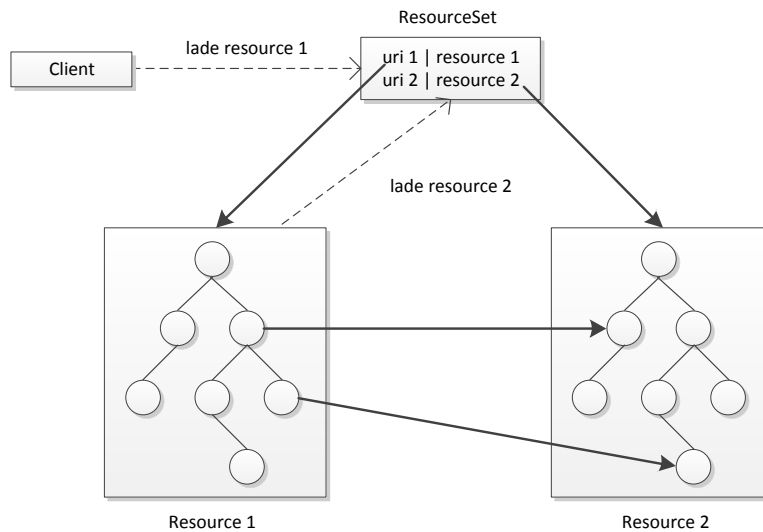 ResourceSet
lade resource 1
Client
uri 1 | resource 1
uri 2 | resource 2
lade resource 2
Resource 1
Resource 2